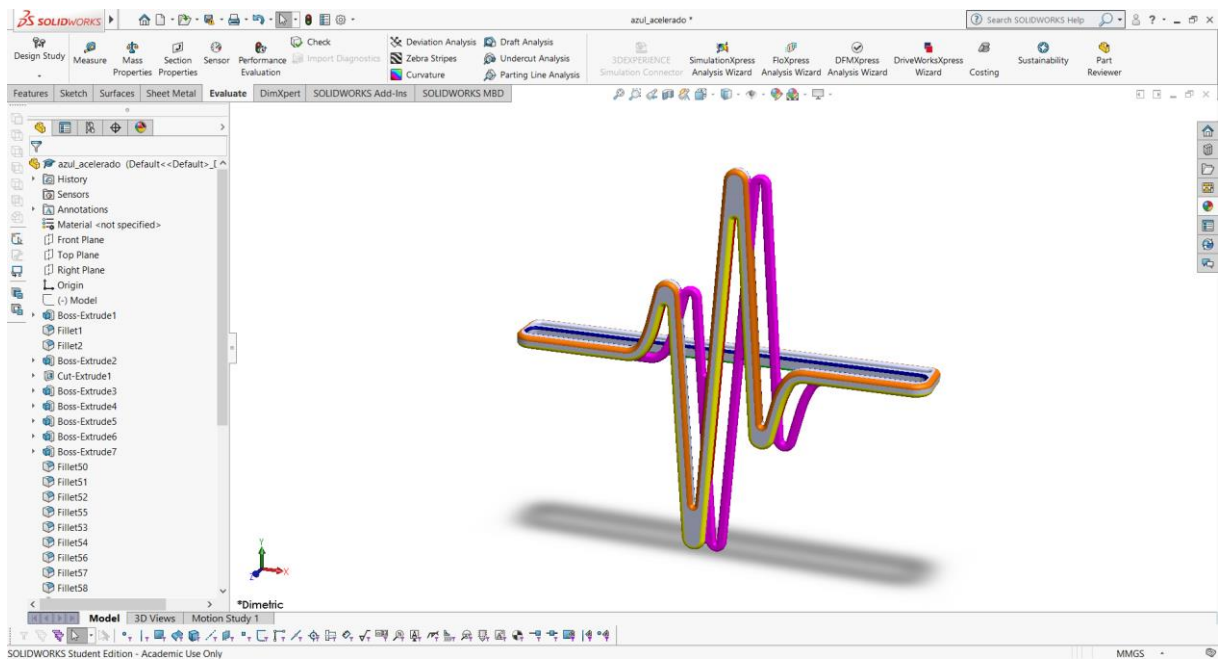 SOLIDWORKS
azul_acelerado *
Search SOLIDWORKS Help
Design Study
Measure
Mass Properties
Section Properties
Sensor
Performance Evaluation
Check
Import Diagnostics
Deviation Analysis
Zebra Stripes
Curvature
Draft Analysis
Undercut Analysis
Parting Line Analysis
3DEXPERIENCE Simulation Connector
SimulationXpress Analysis Wizard
FloXpress Analysis Wizard
DFMXpress Analysis Wizard
DriveWorksXpress Wizard
Costing
Sustainability
Part Reviewer
Features Sketch Surfaces Sheet Metal Evaluate DimXpert SOLIDWORKS Add-Ins SOLIDWORKS MBD
azul_acelerado (Default<<Default>_
History
Sensors
Annotations
Material <not specified>
Front Plane
Top Plane
Right Plane
Origin
(-) Model
Boss-Extrude1
Fillet1
Fillet2
Boss-Extrude2
Cut-Extrude1
Boss-Extrude3
Boss-Extrude4
Boss-Extrude5
Boss-Extrude6
Boss-Extrude7
Fillet50
Fillet51
Fillet52
Fillet55
Fillet53
Fillet54
Fillet56
Fillet57
Fillet58
Y
X
Z
*Dimetric
Model 3D Views Motion Study 1
SOLIDWORKS Student Edition - Academic Use Only
MMGS